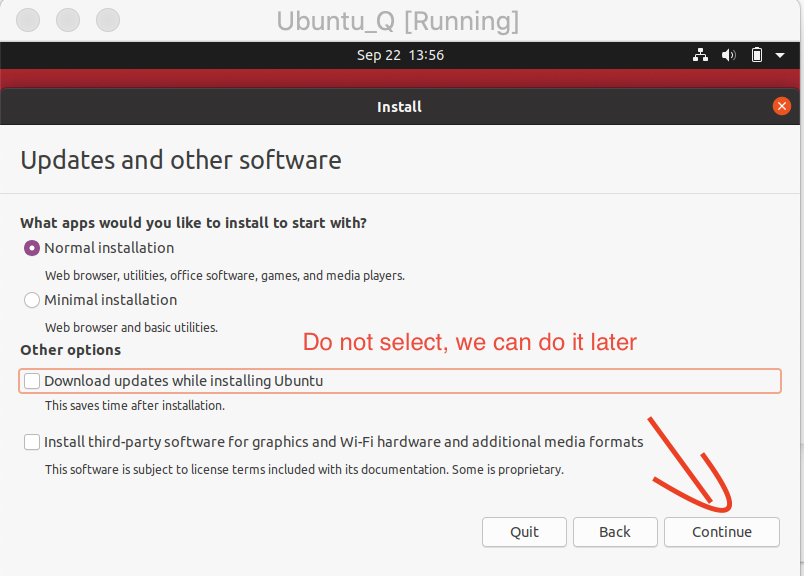 Ubuntu_Q [Running]
Sep 22 13:56
Install
Updates and other software
What apps would you like to install to start with?
Normal installation
Web browser, utilities, office software, games, and media players.
Minimal installation
Web browser and basic utilities.
Do not select, we can do it later
Other options
Download updates while installing Ubuntu
This saves time after installation.
Install third-party software for graphics and Wi-Fi hardware and additional media formats
This software is subject to license terms included with its documentation. Some is proprietary.
Quit Back Continue